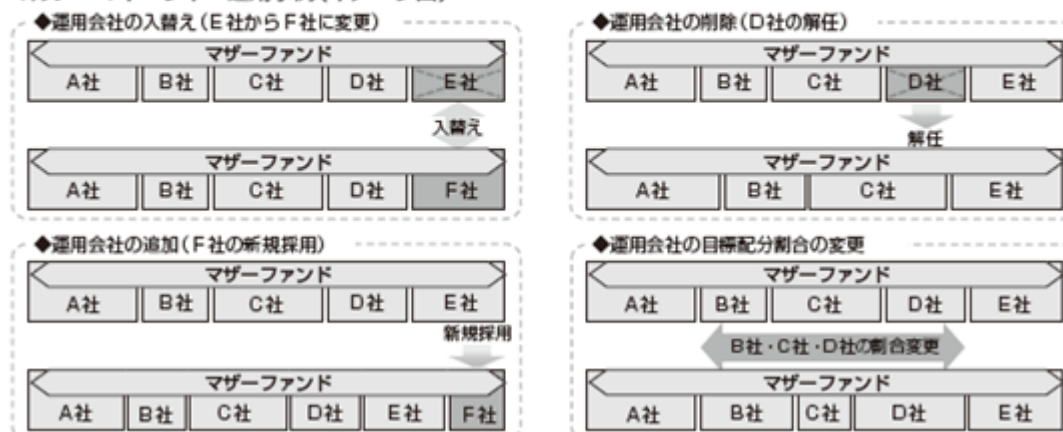 ◆運用会社の入替え(E社からF社に変更)
マザーファンド
A社 B社 C社 D社 E社
入替え
マザーファンド
A社 B社 C社 D社 F社
◆運用会社の削除(D社の解任)
マザーファンド
A社 B社 C社 D社 E社
解任
マザーファンド
A社 B社 C社 E社
◆運用会社の追加(F社の新規採用)
マザーファンド
A社 B社 C社 D社 E社
新規採用
マザーファンド
A社 B社 C社 D社 E社 F社
◆運用会社の目標配分割合の変更
マザーファンド
A社 B社 C社 D社 E社
B社・C社・D社の割合変更
マザーファンド
A社 B社 C社 D社 E社